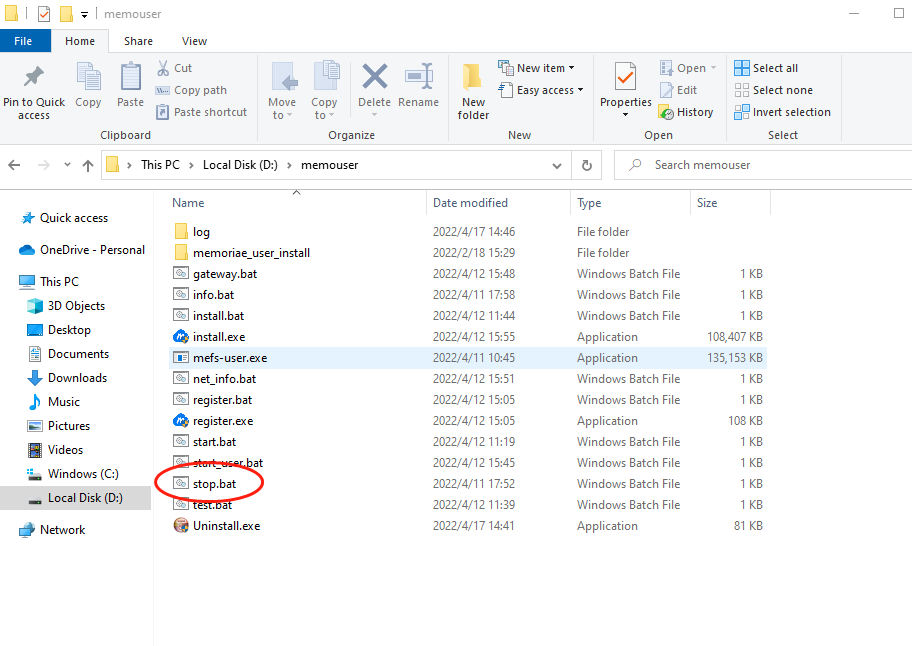 memouser
File Home Share View
Pin to Quick access
Copy
Paste
Cut
Copy path
Paste shortcut
Clipboard
Move to
Copy to
Delete
Rename
Organize
New folder
New item
Easy access
New
Properties
Open
Edit
History
Open
Select all
Select none
Invert selection
Select
This PC > Local Disk (D:) > memouser
Search memouser
Quick access
OneDrive - Personal
This PC
3D Objects
Desktop
Documents
Downloads
Music
Pictures
Videos
Windows (C:)
Local Disk (D:)
Network
Name Date modified Type Size
log 2022/4/17 14:46 File folder
memoriae_user_install 2022/2/18 15:29 File folder
gateway.bat 2022/4/12 15:48 Windows Batch File 1 KB
info.bat 2022/4/11 17:58 Windows Batch File 1 KB
install.bat 2022/4/12 11:44 Windows Batch File 1 KB
install.exe 2022/4/12 15:55 Application 108,407 KB
mefs-user.exe 2022/4/11 10:45 Application 135,153 KB
net_info.bat 2022/4/12 15:51 Windows Batch File 1 KB
register.bat 2022/4/12 15:05 Windows Batch File 1 KB
register.exe 2022/4/12 15:05 Application 108 KB
start.bat 2022/4/12 11:19 Windows Batch File 1 KB
start_user.bat 2022/4/12 15:45 Windows Batch File 1 KB
stop.bat 2022/4/11 17:52 Windows Batch File 1 KB
test.bat 2022/4/12 11:39 Windows Batch File 1 KB
Uninstall.exe 2022/4/17 14:41 Application 81 KB